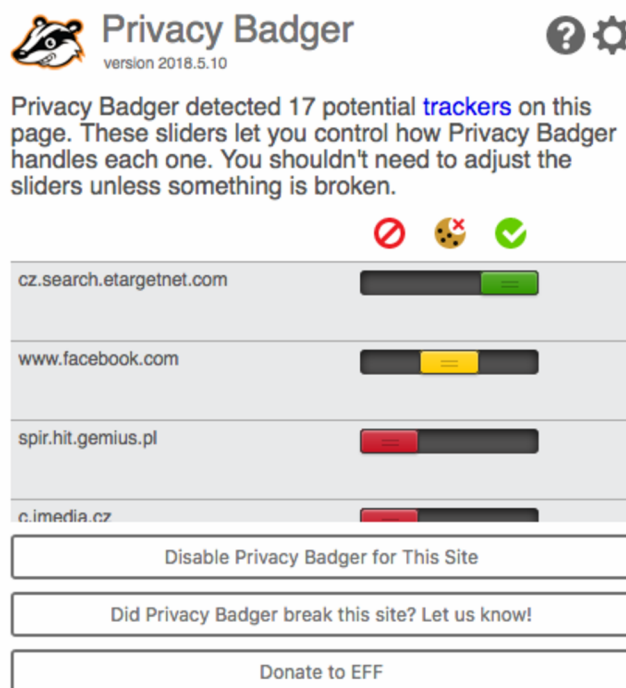 Privacy Badger
version 2018.5.10
Privacy Badger detected 17 potential trackers on this
page. These sliders let you control how Privacy Badger
handles each one. You shouldn't need to adjust the
sliders unless something is broken.
cz.search.etargetnet.com
www.facebook.com
spir.hit.gemius.pl
c.imedia.cz
Disable Privacy Badger for This Site
Did Privacy Badger break this site? Let us know!
Donate to EFF